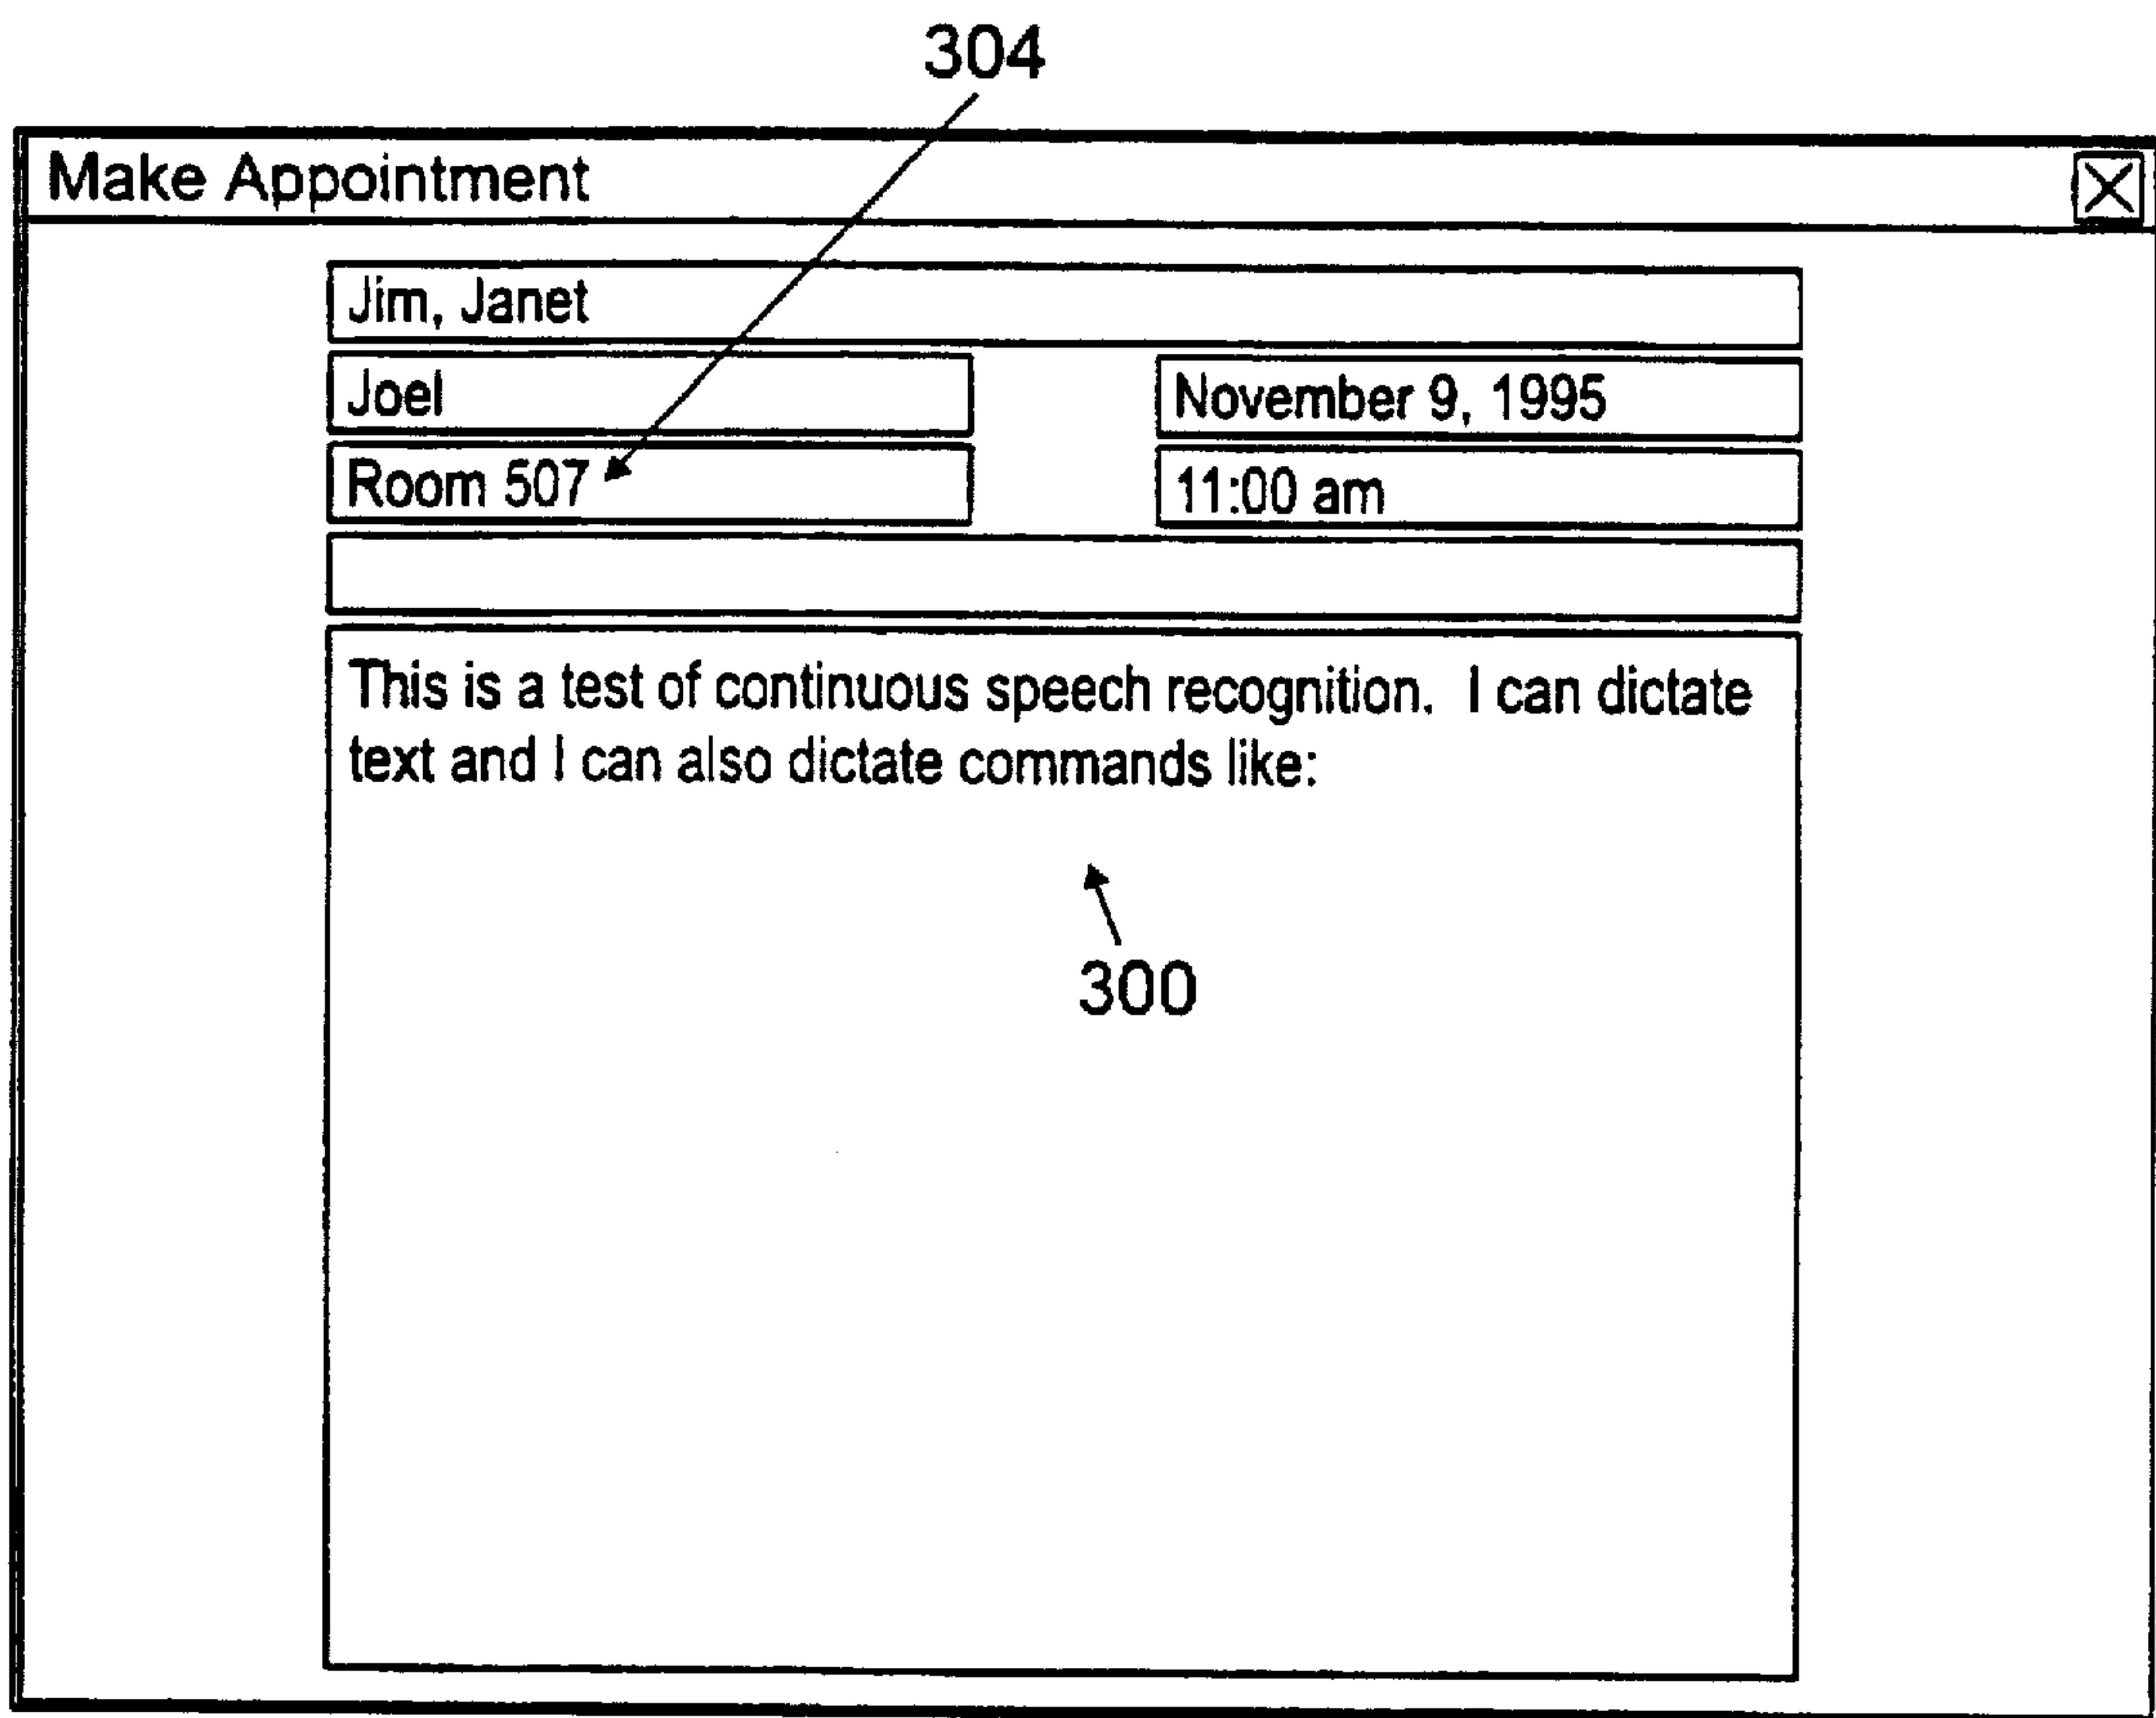 304
Make Appointment
Jim, Janet
Joel
November 9, 1995
Room 507
11:00 am
This is a test of continuous speech recognition.  I can dictate
text and I can also dictate commands like:
300